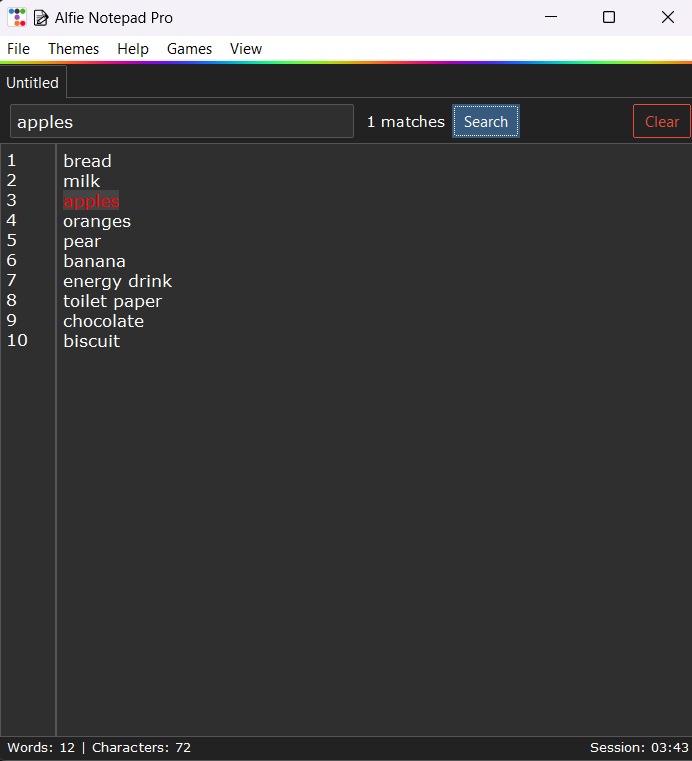 Alfie Notepad Pro
File Themes Help Games View
Untitled
apples 1 matches Search Clear
1 bread
2 milk
3 apples
4 oranges
5 pear
6 banana
7 energy drink
8 toilet paper
9 chocolate
10 biscuit
Words: 12 | Characters: 72 Session: 03:43